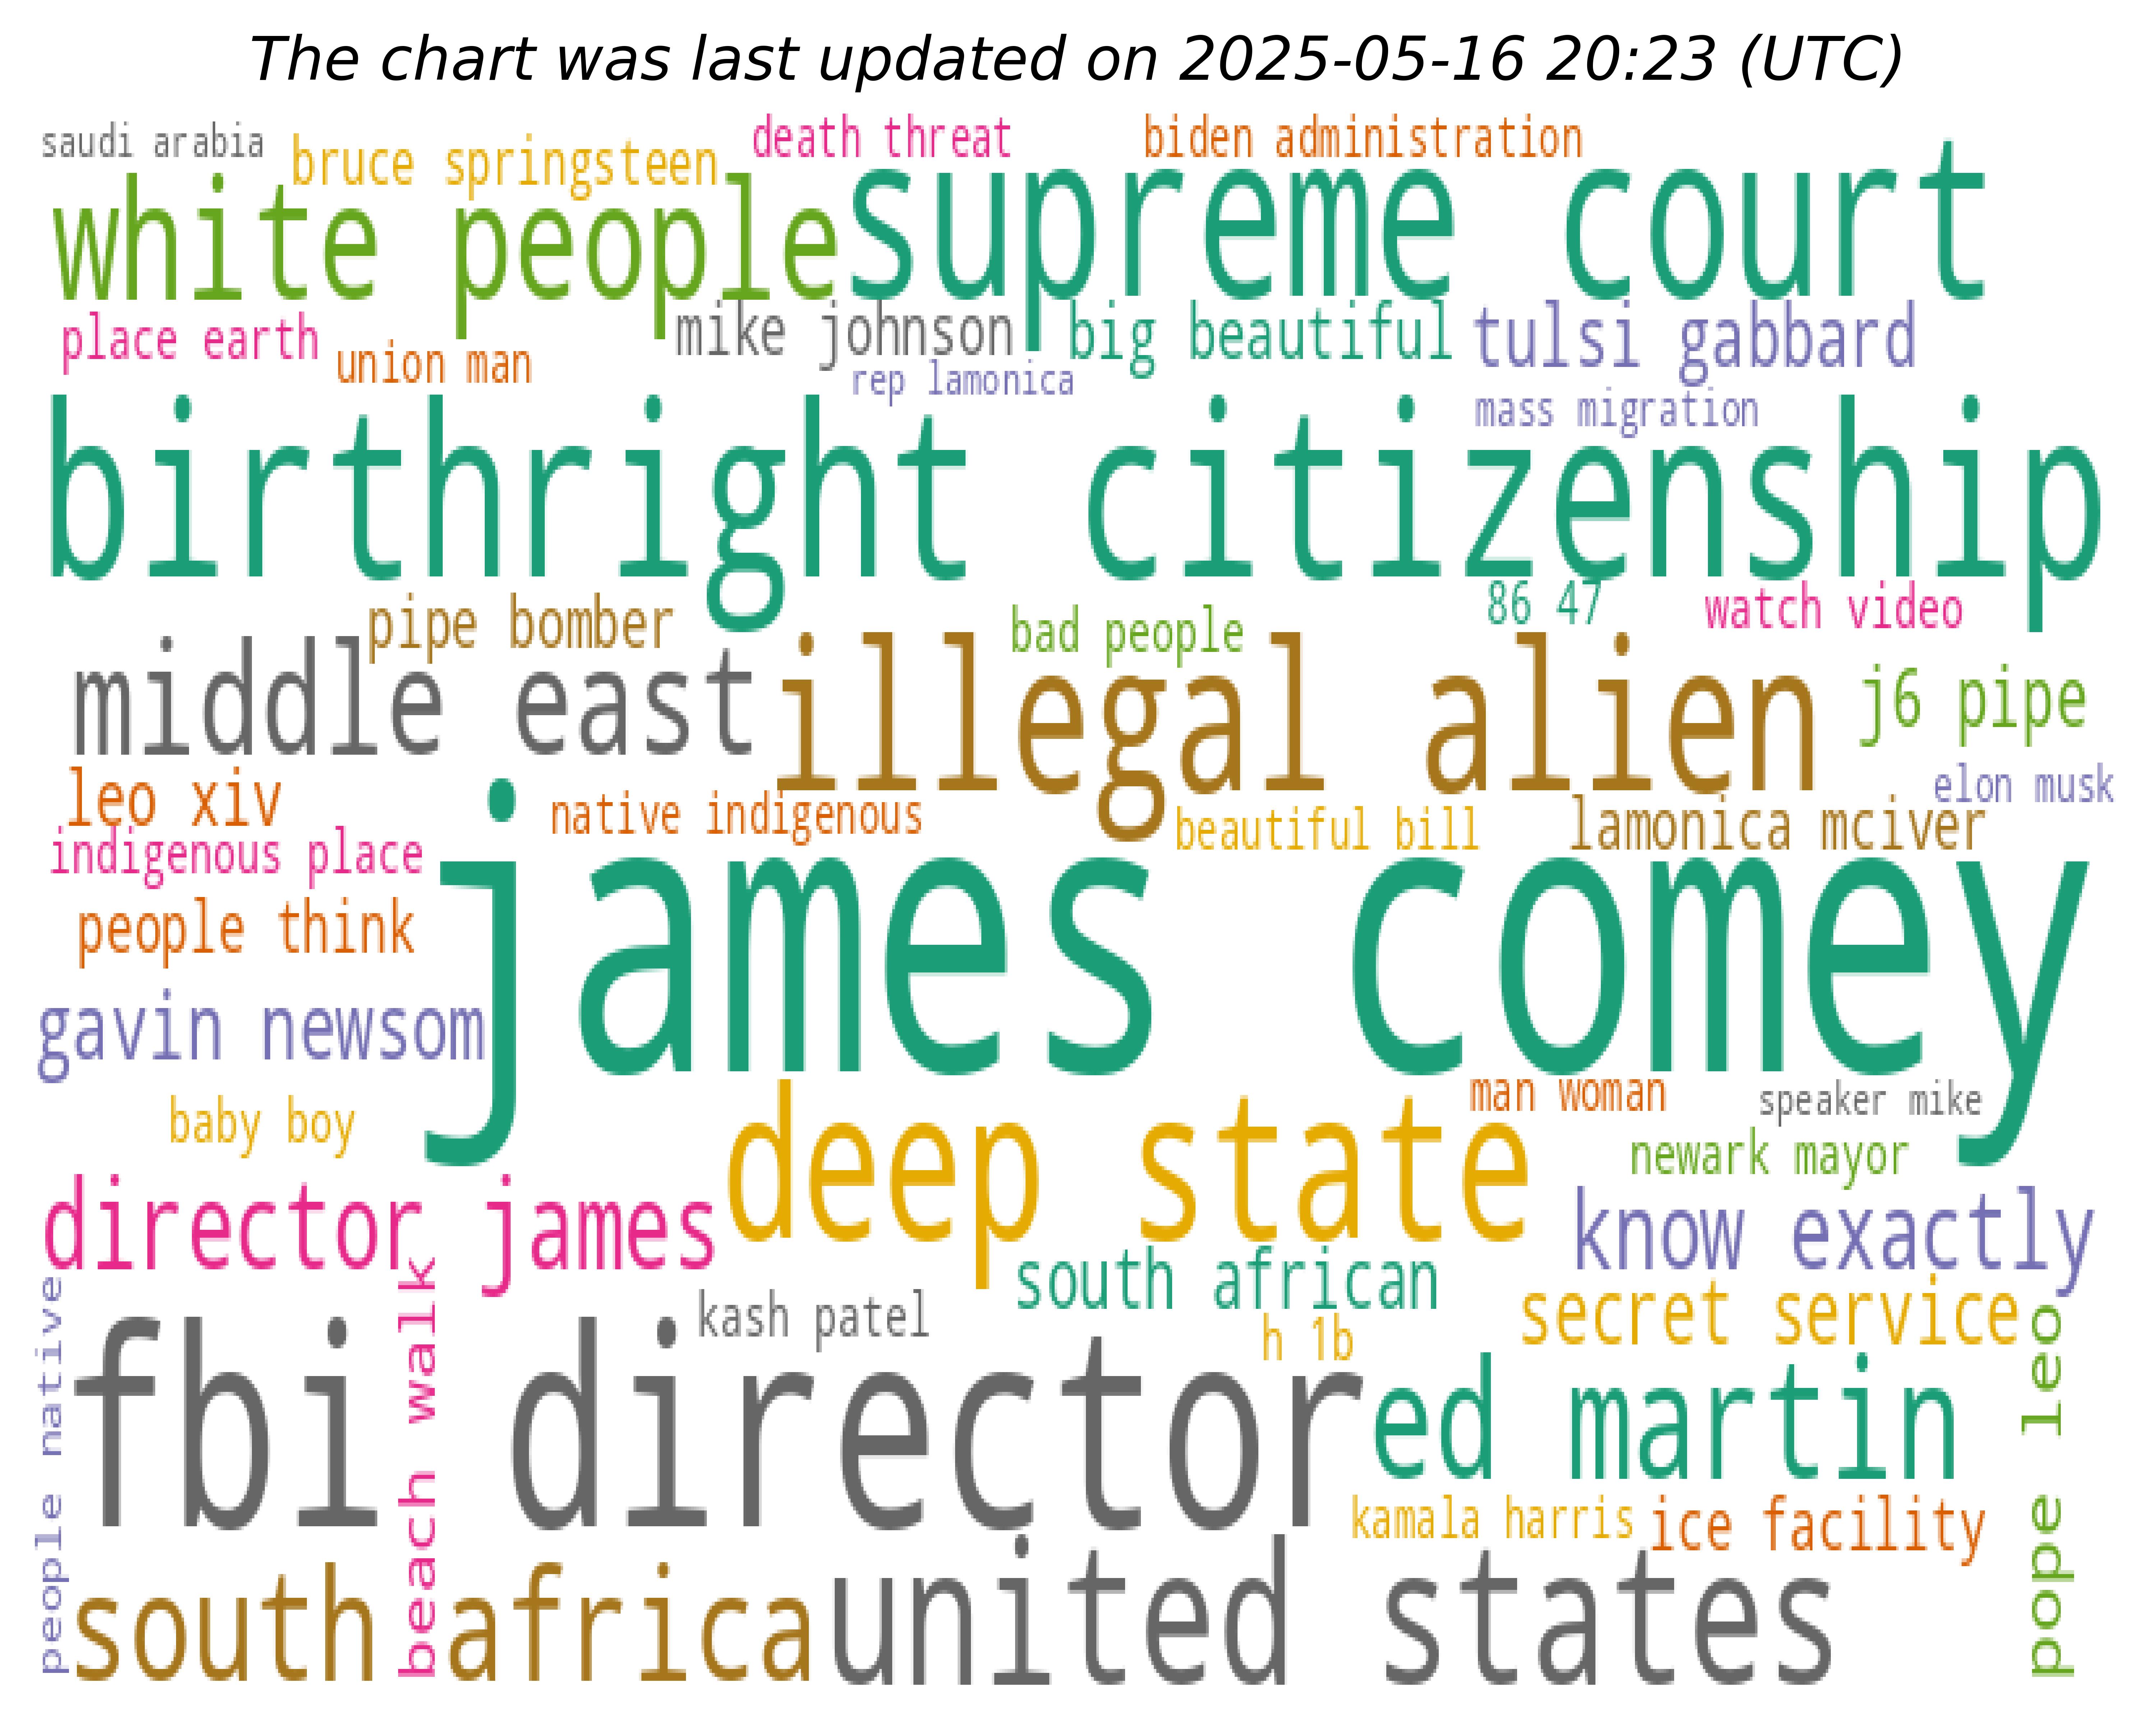 The chart was last updated on 2025-05-16 20:23 (UTC)
saudi arabia
bruce springsteen
death threat
biden administration
white people
supreme court
place earth
union man
mike johnson
big beautiful
tulsi gabbard
rep lamonica
mass migration
birthright citizenship
pipe bomber
bad people
86 47
watch video
middle east
illegal alien
j6 pipe
leo xiv
native indigenous
beautiful bill
lamonica mciver
elon musk
indigenous place
james comey
people think
gavin newsom
baby boy
deep state
man woman
speaker mike
newark mayor
director james
know exactly
south african
secret service
kash patel
h 1b
people native
beach walk
fbi director
ed martin
pope leo
kamala harris
ice facility
south africa
united states